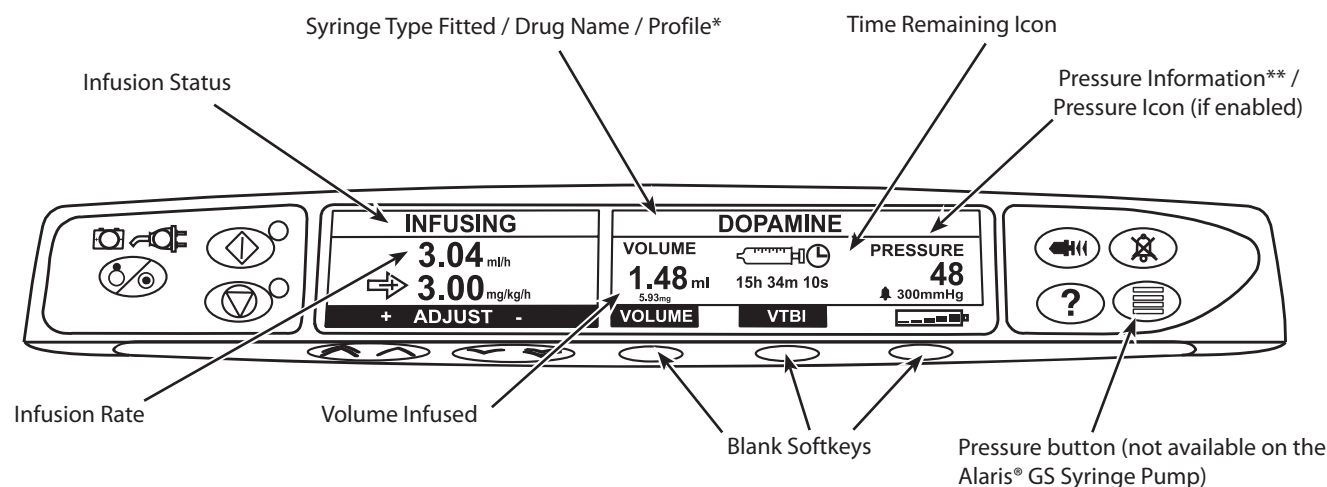 Syringe Type Fitted / Drug Name / Profile*
Time Remaining Icon
Infusion Status
Pressure Information** /
Pressure Icon (if enabled)
INFUSING
DOPAMINE
3.04 ml/h
3.00 mg/kg/h
+ ADJUST -
VOLUME
1.48 ml
5.93mg
VOLUME
15h 34m 10s
VTBI
PRESSURE
48
300mmHg
?
Infusion Rate
Volume Infused
Blank Softkeys
Pressure button (not available on the
Alaris® GS Syringe Pump)